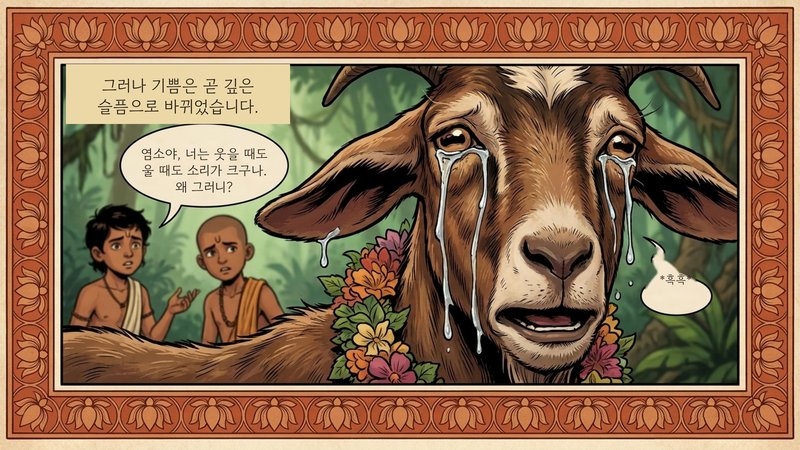 그러나 기쁨은 곧 깊은
슬픔으로 바뀌었습니다.
염소야, 너는 웃을 때도
울 때도 소리가 크구나.
왜 그러니?
*흑흑*